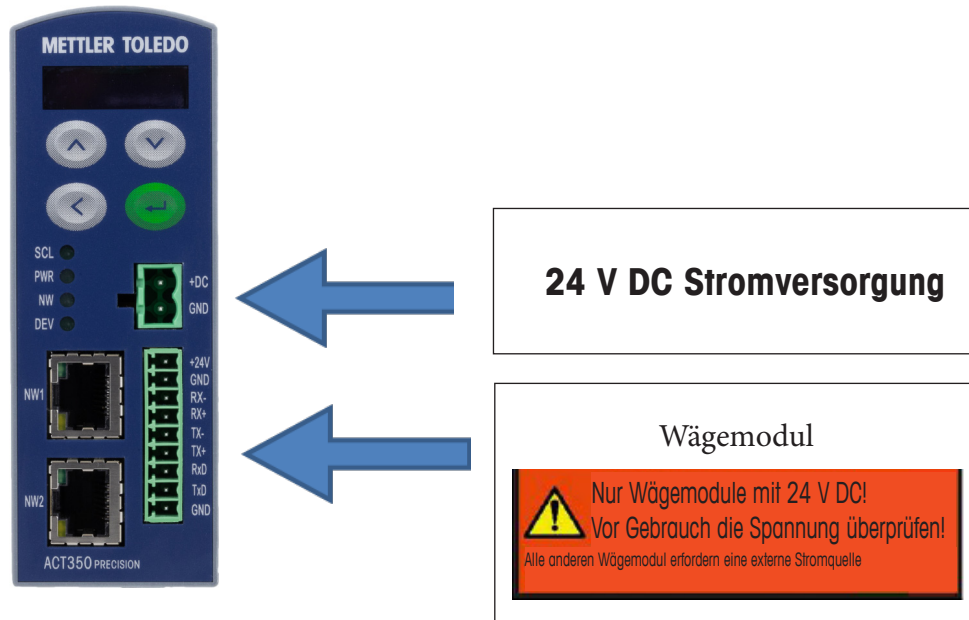 METTLER TOLEDO
SCL
PWR
NW
DEV
+DC
GND
NW1
NW2
+24V
GND
RX-
RX+
TX-
TX+
RxD
TxD
GND
ACT350 PRECISION
24 V DC Stromversorgung
Wägemodul
Nur Wägemodule mit 24 V DC!
Vor Gebrauch die Spannung überprüfen!
Alle anderen Wägemodul erfordern eine externe Stromquelle